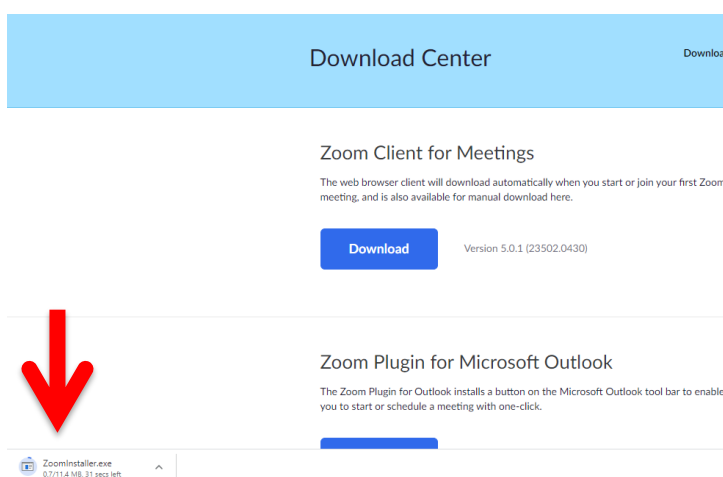 Download Center
Zoom Client for Meetings
The web browser client will download automatically when you start or join your first Zoom
meeting, and is also available for manual download here.
Download
Version 5.0.1 (23502.0430)
Zoom Plugin for Microsoft Outlook
The Zoom Plugin for Outlook installs a button on the Microsoft Outlook tool bar to enable
you to start or schedule a meeting with one-click.
ZoomInstaller.exe
0.7/11.4 MB, 31 secs left